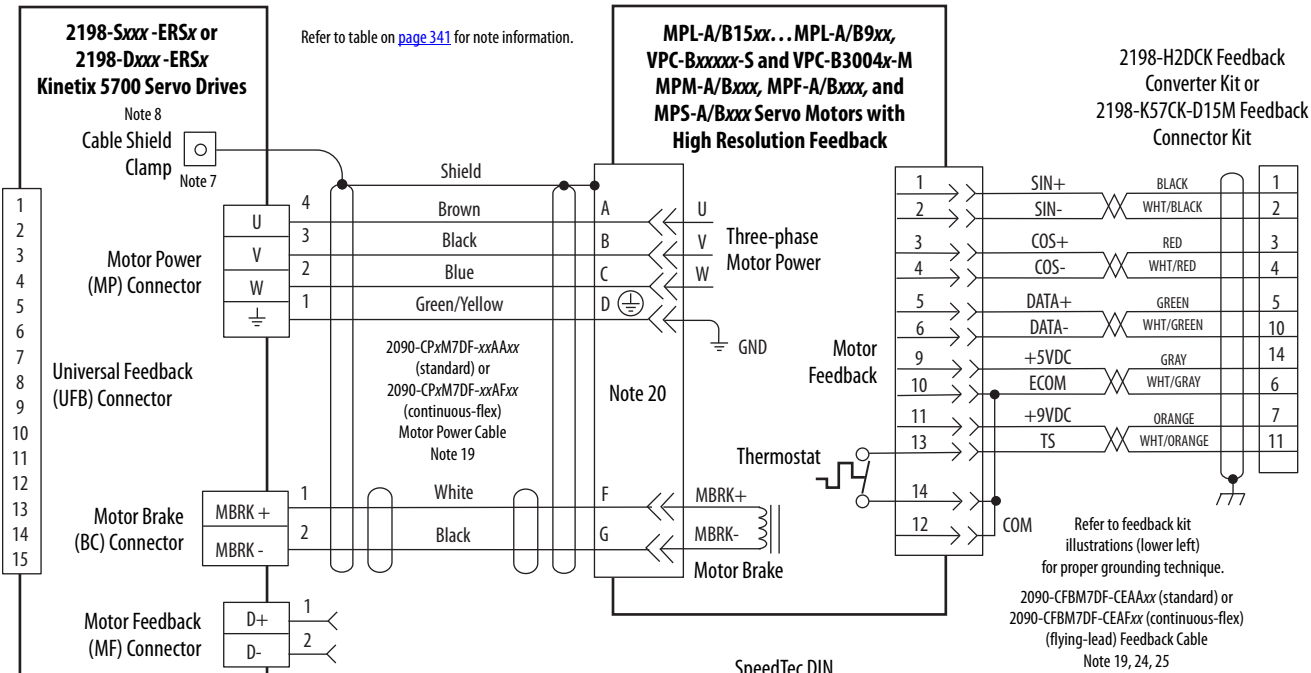 2198-Sxxx -ERSx or
2198-Dxxx -ERSx
Kinetix 5700 Servo Drives
Note 8
Cable Shield
Clamp
Note 7
Refer to table on page 341 for note information.
MPL-A/B15xx…MPL-A/B9xx,
VPC-Bxxxxx-S and VPC-B3004x-M
MPM-A/Bxxx, MPF-A/Bxxx, and
MPS-A/Bxxx Servo Motors with
High Resolution Feedback
2198-H2DCK Feedback
Converter Kit or
2198-K57CK-D15M Feedback
Connector Kit
1
2
3
4
5
6
7
8
9
10
11
12
13
14
15
Universal Feedback
(UFB) Connector
Motor Power
(MP) Connector
U
V
W
4
3
2
1
Shield
Brown
Black
Blue
Green/Yellow
A
B
C
D
U
V
W
Three-phase
Motor Power
GND
2090-CPxM7DF-xxAAxx
(standard) or
2090-CPxM7DF-xxAFxx
(continuous-flex)
Motor Power Cable
Note 19
Note 20
Motor Brake
(BC) Connector
MBRK +
MBRK -
1
2
White
Black
F
G
MBRK+
MBRK-
Motor Brake
Motor Feedback
(MF) Connector
D+
D-
1
2
Motor
Feedback
Thermostat
1 SIN+ BLACK 1
2 SIN- WHT/BLACK 2
3 COS+ RED 3
4 COS- WHT/RED 4
5 DATA+ GREEN 5
6 DATA- WHT/GREEN 10
9 +5VDC GRAY 14
10 ECOM WHT/GRAY 6
11 +9VDC ORANGE 7
13 TS WHT/ORANGE 11
14
12
COM
Refer to feedback kit
illustrations (lower left)
for proper grounding technique.
2090-CFBM7DF-CEAAxx (standard) or
2090-CFBM7DF-CEAFxx (continuous-flex)
(flying-lead) Feedback Cable
Note 19, 24, 25
SpeedTec DIN